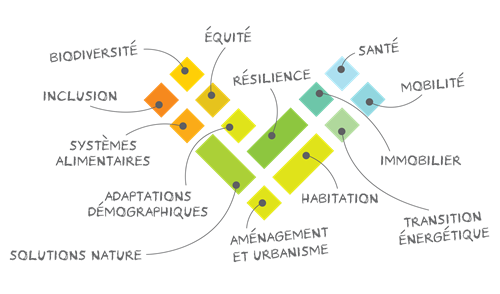 ÉQUITÉ
BIODIVERSITÉ
SANTÉ
RÉSILIENCE
MOBILITÉ
INCLUSION
SYSTÈMES
ALIMENTAIRES
IMMOBILIER
ADAPTATIONS
DÉMOGRAPHIQUES
HABITATION
TRANSITION
ÉNERGÉTIQUE
AMÉNAGEMENT
ET URBANISME
SOLUTIONS NATURE